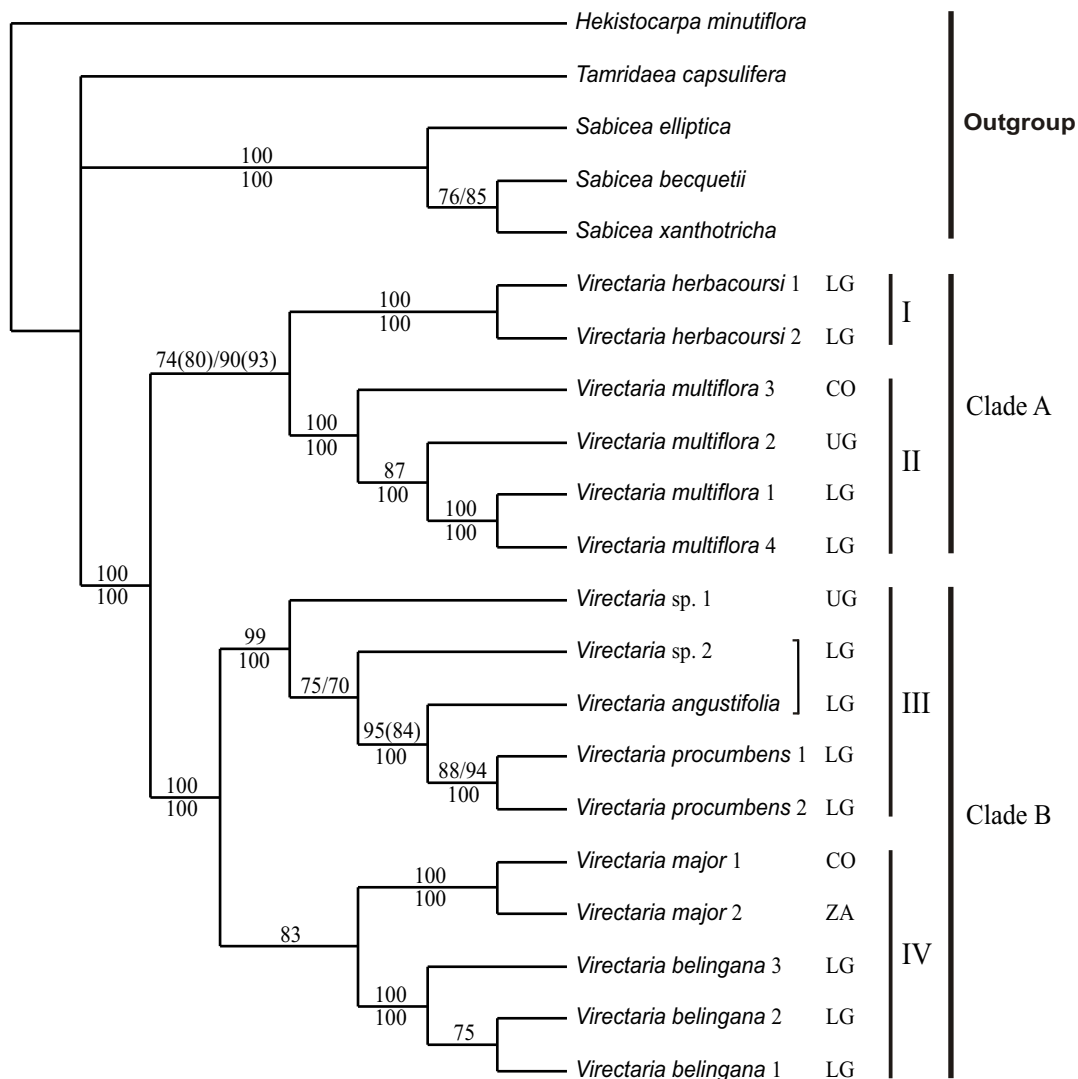 Hekistocarpa minutiflora
Tamridaea capsulifera
Sabicea elliptica
Outgroup
100
100
Sabicea becquetii
76/85
Sabicea xanthotricha
Virectaria herbacoursi 1 LG
100
100
I
Virectaria herbacoursi 2 LG
74(80)/90(93)
Virectaria multiflora 3 CO
Clade A
100
100
Virectaria multiflora 2 UG
II
87
100
Virectaria multiflora 1 LG
100
100
Virectaria multiflora 4 LG
100
100
Virectaria sp. 1 UG
99
100
Virectaria sp. 2 LG
75/70
Virectaria angustifolia LG
III
95(84)
100
Virectaria procumbens 1 LG
88/94
100
Virectaria procumbens 2 LG
100
100
Clade B
Virectaria major 1 CO
100
100
Virectaria major 2 ZA
83
IV
Virectaria belingana 3 LG
100
100
Virectaria belingana 2 LG
75
Virectaria belingana 1 LG